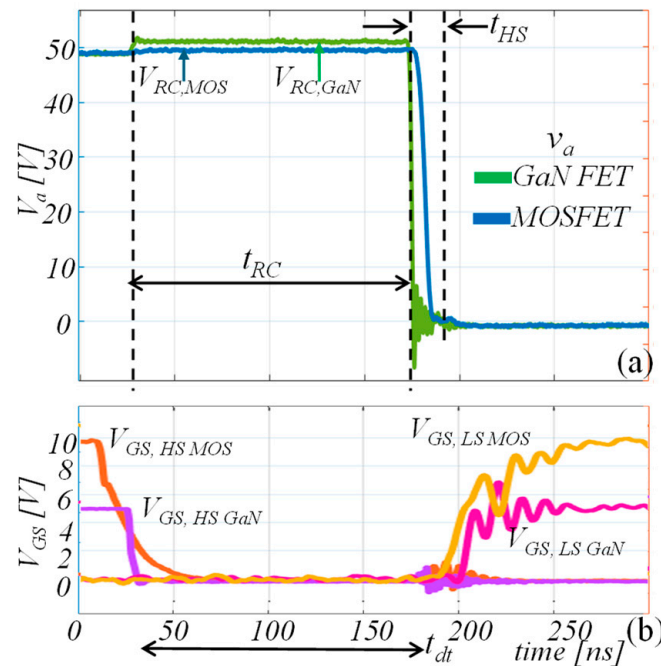 t_HS
50
V_RC,MOS
V_RC,GaN
40
v_a
GaN FET
MOSFET
30
V_a [V]
20
10
t_RC
0
(a)
10
V_GS, HS MOS
V_GS, LS MOS
8
V_GS, HS GaN
6
V_GS [V]
4
V_GS, LS GaN
2
0
(b)
0
50
100
150
200
250
300
t_dt
time [ns]